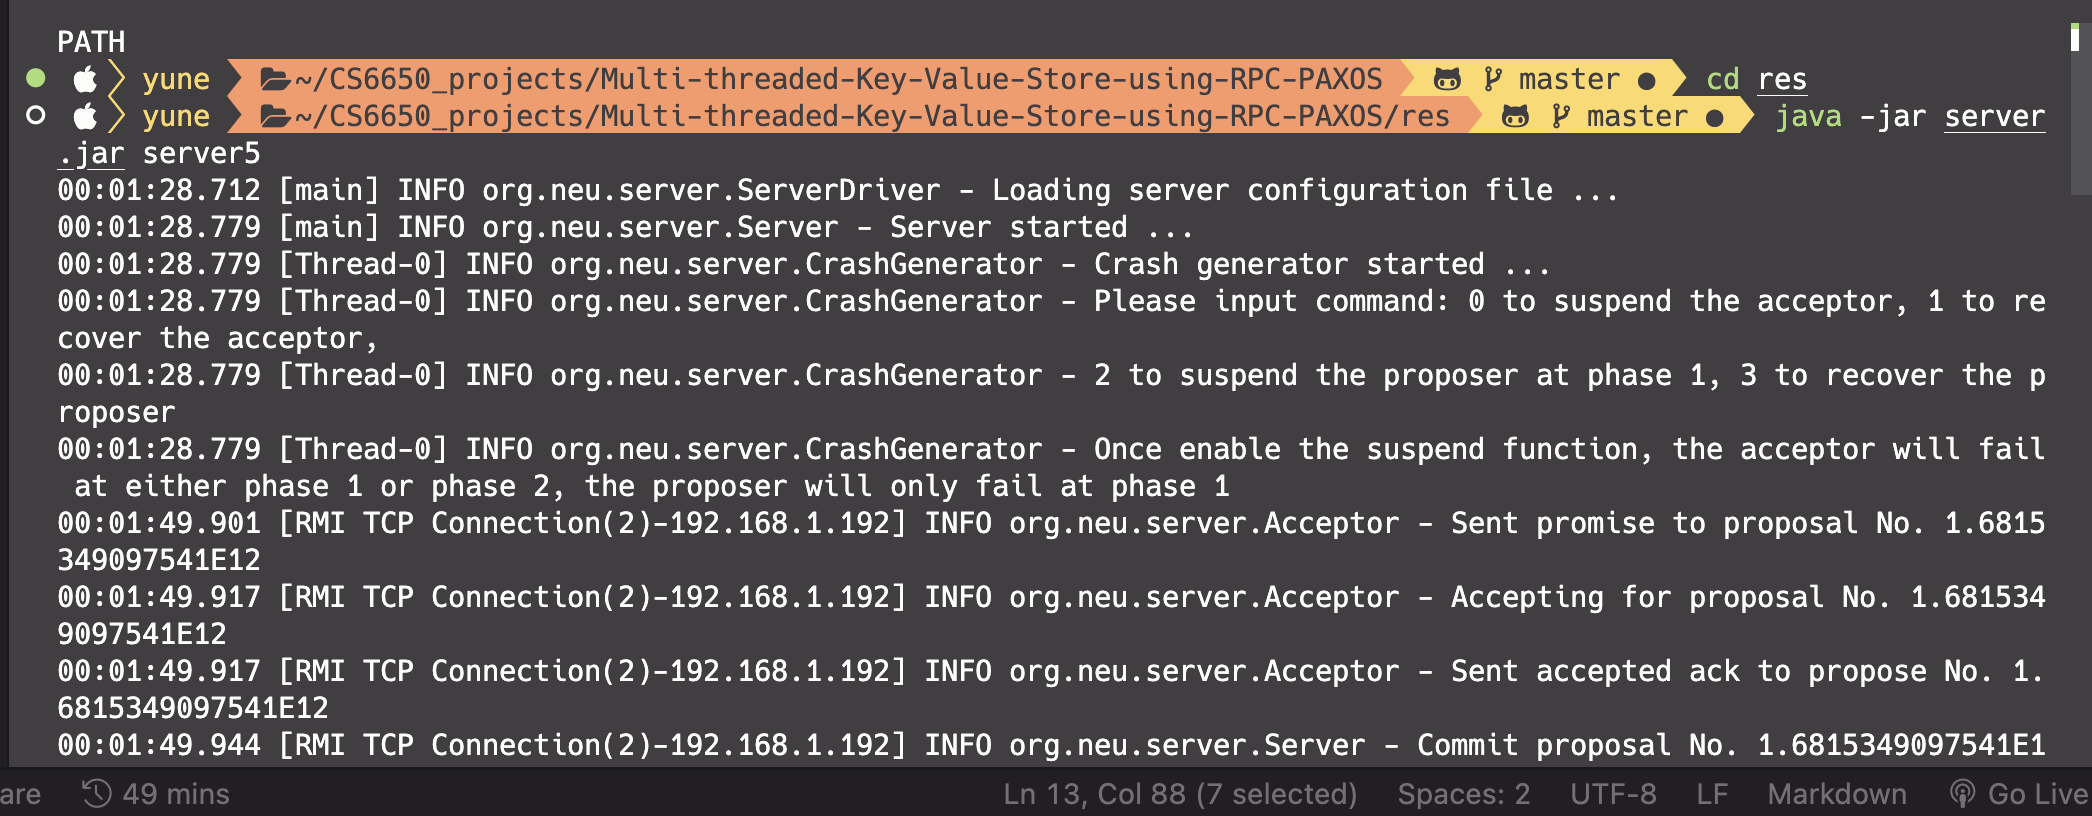 PATH
yune ~/CS6650_projects/Multi-threaded-Key-Value-Store-using-RPC-PAXOS master ● cd res
yune ~/CS6650_projects/Multi-threaded-Key-Value-Store-using-RPC-PAXOS/res master ● java -jar server
.jar server5
00:01:28.712 [main] INFO org.neu.server.ServerDriver - Loading server configuration file ...
00:01:28.779 [main] INFO org.neu.server.Server - Server started ...
00:01:28.779 [Thread-0] INFO org.neu.server.CrashGenerator - Crash generator started ...
00:01:28.779 [Thread-0] INFO org.neu.server.CrashGenerator - Please input command: 0 to suspend the acceptor, 1 to re
cover the acceptor,
00:01:28.779 [Thread-0] INFO org.neu.server.CrashGenerator - 2 to suspend the proposer at phase 1, 3 to recover the p
roposer
00:01:28.779 [Thread-0] INFO org.neu.server.CrashGenerator - Once enable the suspend function, the acceptor will fail
 at either phase 1 or phase 2, the proposer will only fail at phase 1
00:01:49.901 [RMI TCP Connection(2)-192.168.1.192] INFO org.neu.server.Acceptor - Sent promise to proposal No. 1.6815
349097541E12
00:01:49.917 [RMI TCP Connection(2)-192.168.1.192] INFO org.neu.server.Acceptor - Accepting for proposal No. 1.681534
9097541E12
00:01:49.917 [RMI TCP Connection(2)-192.168.1.192] INFO org.neu.server.Acceptor - Sent accepted ack to propose No. 1.
6815349097541E12
00:01:49.944 [RMI TCP Connection(2)-192.168.1.192] INFO org.neu.server.Server - Commit proposal No. 1.6815349097541E1
are 49 mins Ln 13, Col 88 (7 selected) Spaces: 2 UTF-8 LF Markdown Go Live